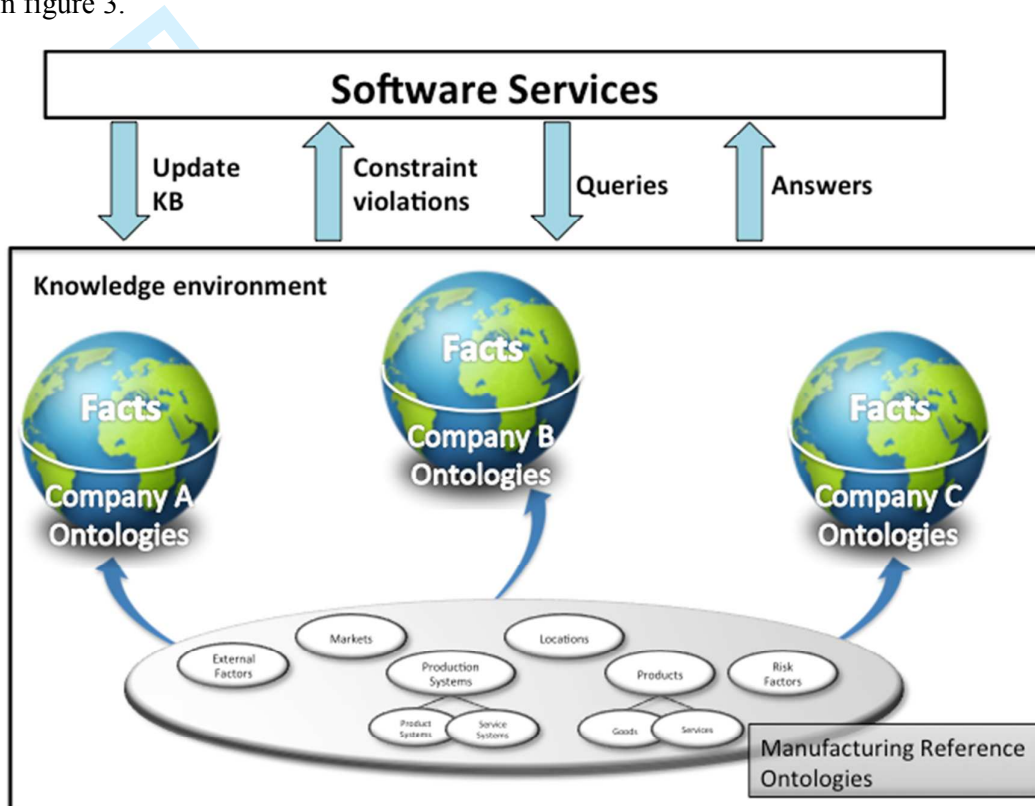 n figure 3.
Software Services
Update
KB
Constraint
violations
Queries
Answers
Knowledge environment
Facts
Company A
Ontologies
Facts
Company B
Ontologies
Facts
Company C
Ontologies
External
Factors
Markets
Production
Systems
Locations
Products
Risk
Factors
Product
Systems
Service
Systems
Goods
Services
Manufacturing Reference
Ontologies